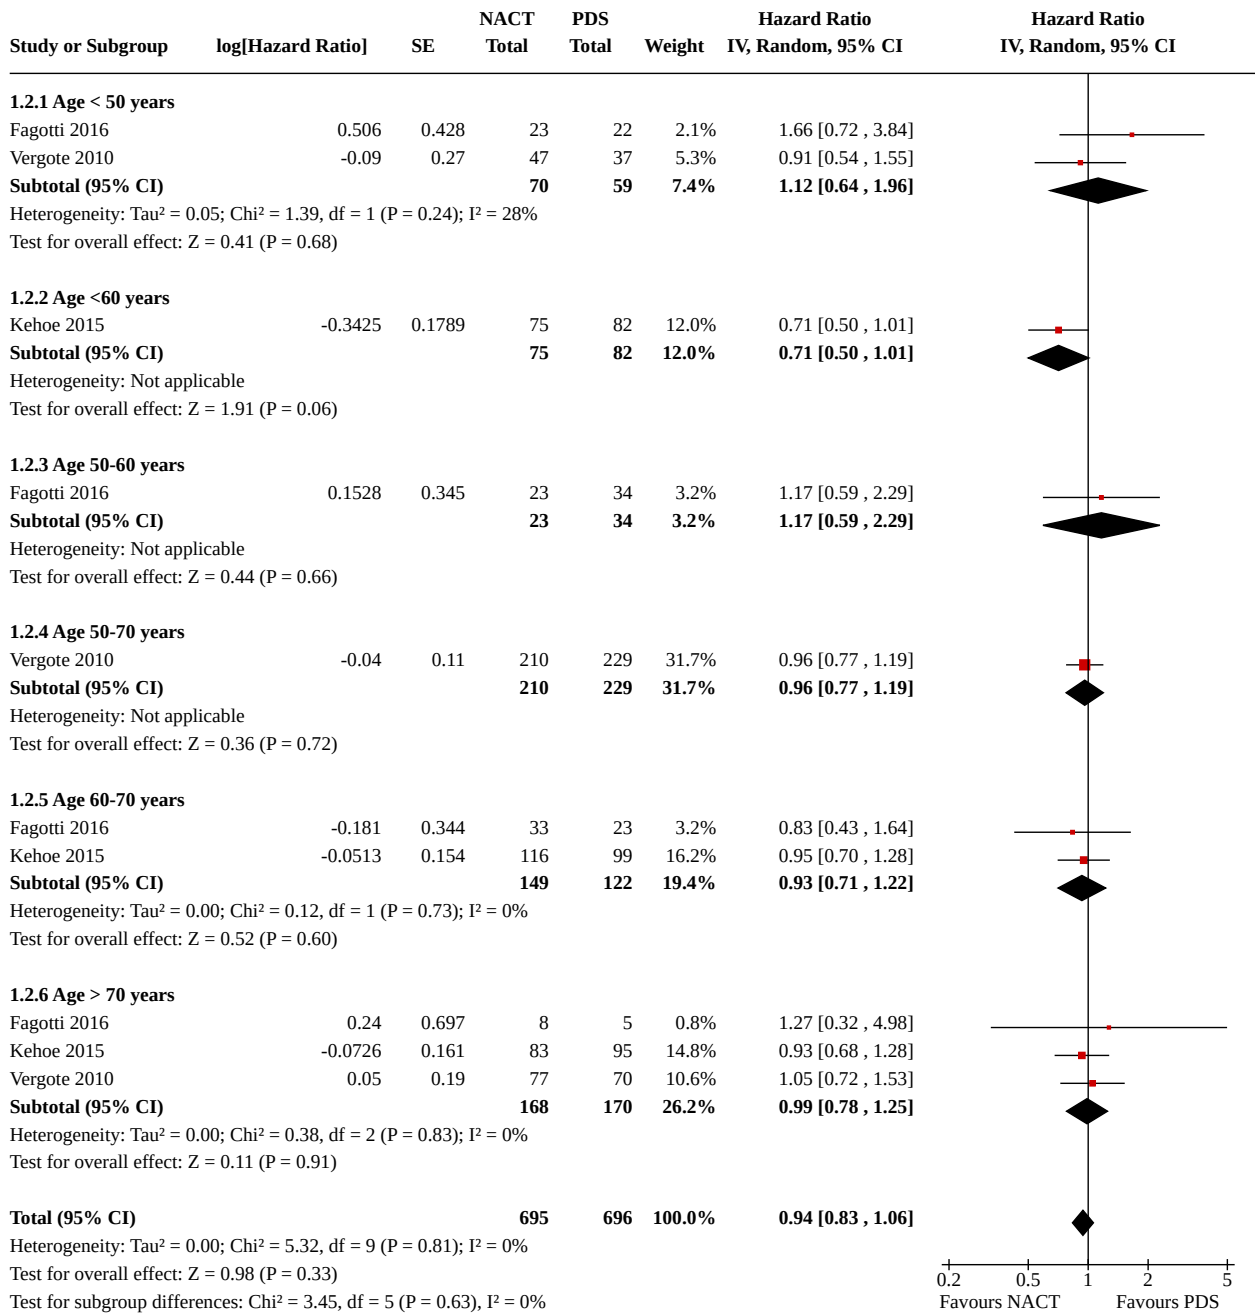 NACT PDS Hazard Ratio Hazard Ratio
Study or Subgroup log[Hazard Ratio] SE Total Total Weight IV, Random, 95% CI IV, Random, 95% CI
1.2.1 Age < 50 years
Fagotti 2016 0.506 0.428 23 22 2.1% 1.66 [0.72 , 3.84]
Vergote 2010 -0.09 0.27 47 37 5.3% 0.91 [0.54 , 1.55]
Subtotal (95% CI) 70 59 7.4% 1.12 [0.64 , 1.96]
Heterogeneity: Tau² = 0.05; Chi² = 1.39, df = 1 (P = 0.24); I² = 28%
Test for overall effect: Z = 0.41 (P = 0.68)
1.2.2 Age <60 years
Kehoe 2015 -0.3425 0.1789 75 82 12.0% 0.71 [0.50 , 1.01]
Subtotal (95% CI) 75 82 12.0% 0.71 [0.50 , 1.01]
Heterogeneity: Not applicable
Test for overall effect: Z = 1.91 (P = 0.06)
1.2.3 Age 50-60 years
Fagotti 2016 0.1528 0.345 23 34 3.2% 1.17 [0.59 , 2.29]
Subtotal (95% CI) 23 34 3.2% 1.17 [0.59 , 2.29]
Heterogeneity: Not applicable
Test for overall effect: Z = 0.44 (P = 0.66)
1.2.4 Age 50-70 years
Vergote 2010 -0.04 0.11 210 229 31.7% 0.96 [0.77 , 1.19]
Subtotal (95% CI) 210 229 31.7% 0.96 [0.77 , 1.19]
Heterogeneity: Not applicable
Test for overall effect: Z = 0.36 (P = 0.72)
1.2.5 Age 60-70 years
Fagotti 2016 -0.181 0.344 33 23 3.2% 0.83 [0.43 , 1.64]
Kehoe 2015 -0.0513 0.154 116 99 16.2% 0.95 [0.70 , 1.28]
Subtotal (95% CI) 149 122 19.4% 0.93 [0.71 , 1.22]
Heterogeneity: Tau² = 0.00; Chi² = 0.12, df = 1 (P = 0.73); I² = 0%
Test for overall effect: Z = 0.52 (P = 0.60)
1.2.6 Age > 70 years
Fagotti 2016 0.24 0.697 8 5 0.8% 1.27 [0.32 , 4.98]
Kehoe 2015 -0.0726 0.161 83 95 14.8% 0.93 [0.68 , 1.28]
Vergote 2010 0.05 0.19 77 70 10.6% 1.05 [0.72 , 1.53]
Subtotal (95% CI) 168 170 26.2% 0.99 [0.78 , 1.25]
Heterogeneity: Tau² = 0.00; Chi² = 0.38, df = 2 (P = 0.83); I² = 0%
Test for overall effect: Z = 0.11 (P = 0.91)
Total (95% CI) 695 696 100.0% 0.94 [0.83 , 1.06]
Heterogeneity: Tau² = 0.00; Chi² = 5.32, df = 9 (P = 0.81); I² = 0%
Test for overall effect: Z = 0.98 (P = 0.33)
Test for subgroup differences: Chi² = 3.45, df = 5 (P = 0.63), I² = 0%
0.2 0.5 1 2 5
Favours NACT Favours PDS